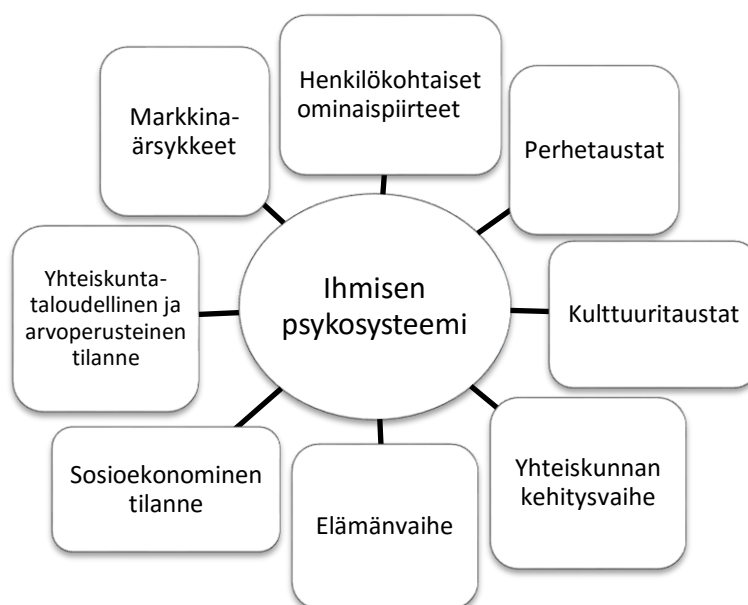 Henkilökohtaiset
ominaispiirteet
Markkina-
ärsykkeet
Perhetaustat
Yhteiskunta-
taloudellinen ja
arvoperusteinen
tilanne
Ihmisen
psykosysteemi
Kulttuuritaustat
Sosioekonominen
tilanne
Elämänvaihe
Yhteiskunnan
kehitysvaihe